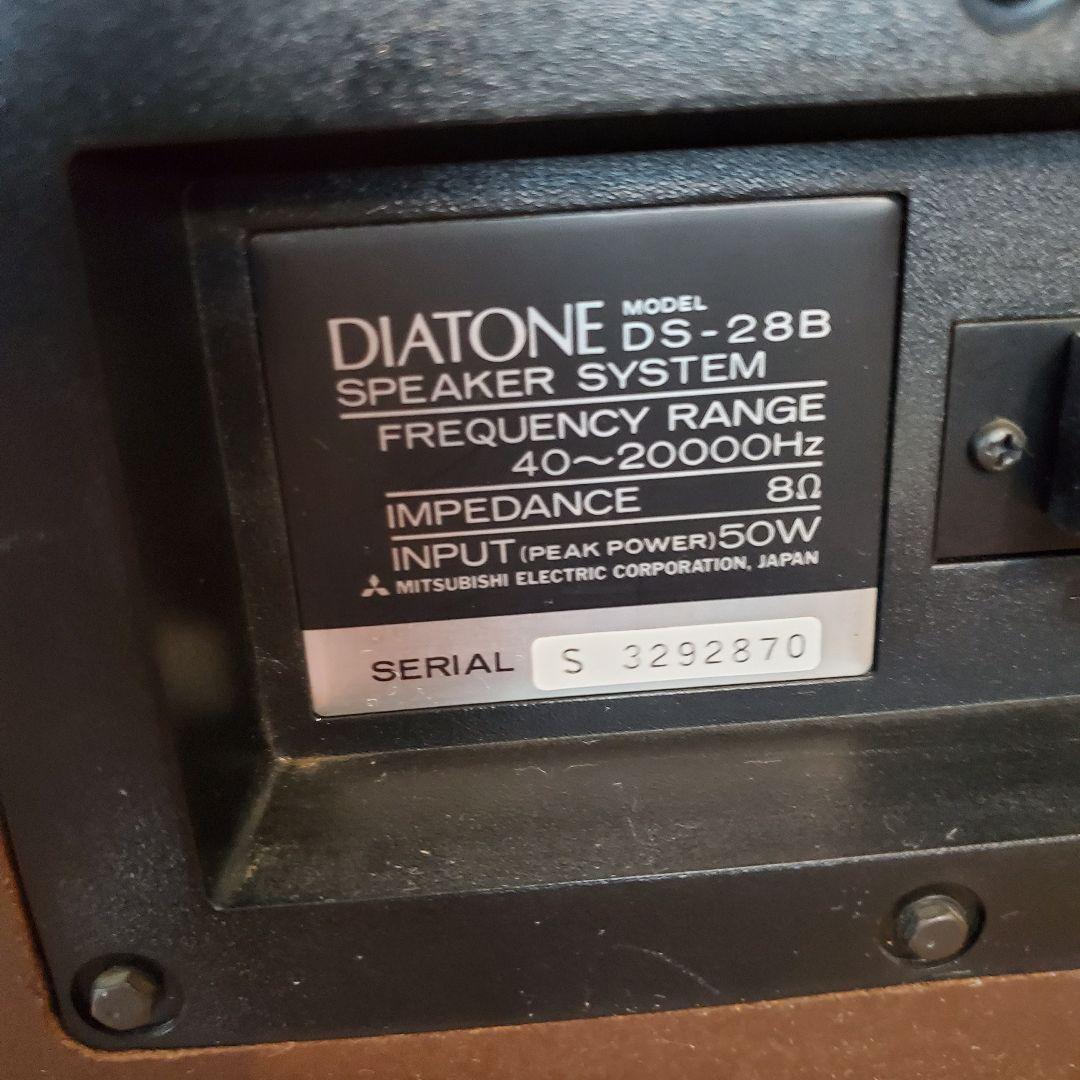 DIATONE MODEL DS-28B
SPEAKER SYSTEM
FREQUENCY RANGE
40~20000Hz
IMPEDANCE 8Ω
INPUT (PEAK POWER) 50W
MITSUBISHI ELECTRIC CORPORATION, JAPAN
SERIAL S 3292870